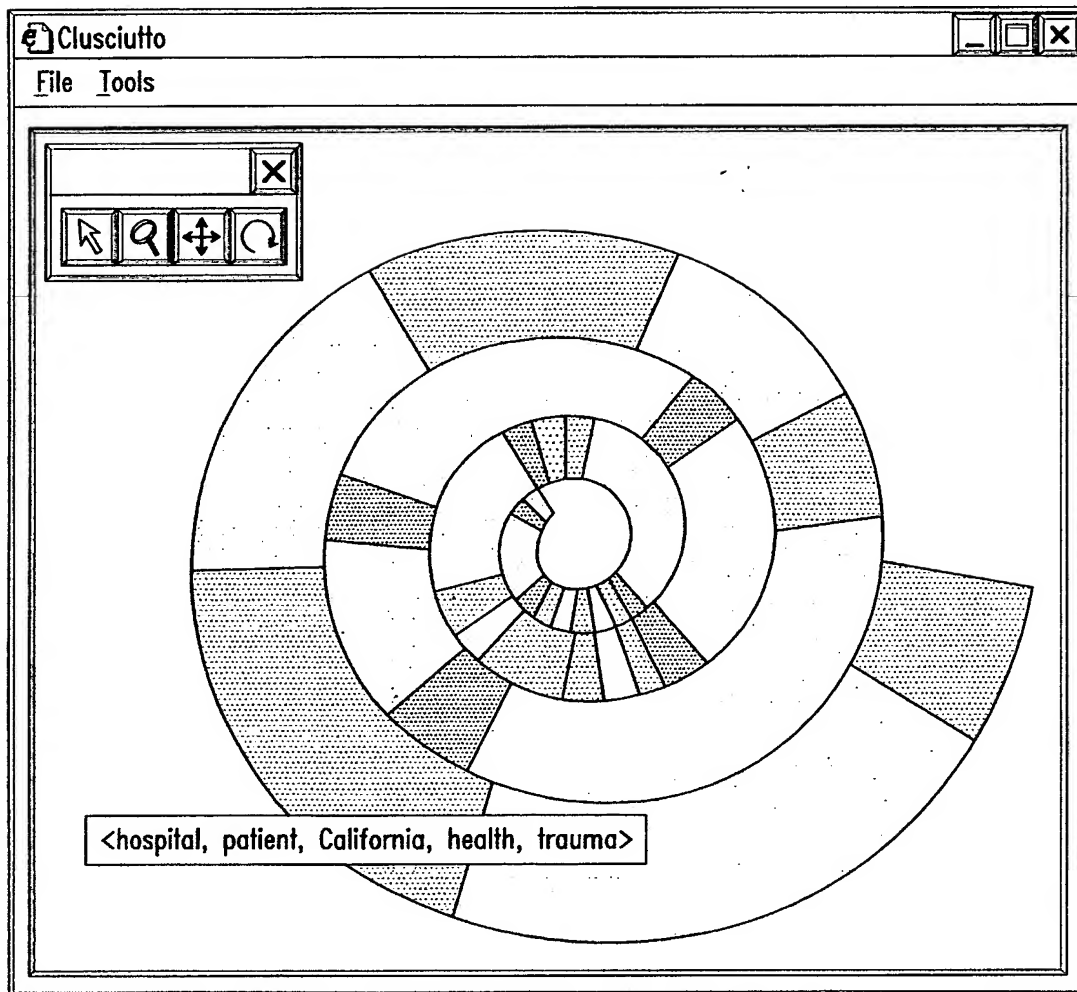 Clusciutto
File Tools
<hospital, patient, California, health, trauma>